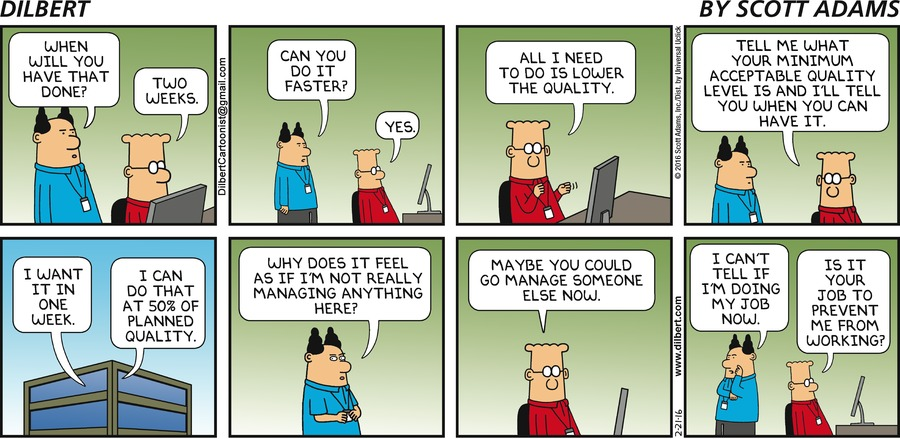 DILBERT
BY SCOTT ADAMS
WHEN
WILL YOU
HAVE THAT
DONE?
TWO
WEEKS.
DilbertCartoonist@gmail.com
CAN YOU
DO IT
FASTER?
YES.
ALL I NEED
TO DO IS LOWER
THE QUALITY.
© 2016 Scott Adams, Inc./Dist. by Universal Uclick
TELL ME WHAT
YOUR MINIMUM
ACCEPTABLE QUALITY
LEVEL IS AND I'LL TELL
YOU WHEN YOU CAN
HAVE IT.
I WANT
IT IN
ONE
WEEK.
I CAN
DO THAT
AT 50% OF
PLANNED
QUALITY.
WHY DOES IT FEEL
AS IF I'M NOT REALLY
MANAGING ANYTHING
HERE?
MAYBE YOU COULD
GO MANAGE SOMEONE
ELSE NOW.
2-21-16 www.dilbert.com
I CAN'T
TELL IF
I'M DOING
MY JOB
NOW.
IS IT
YOUR
JOB TO
PREVENT
ME FROM
WORKING?